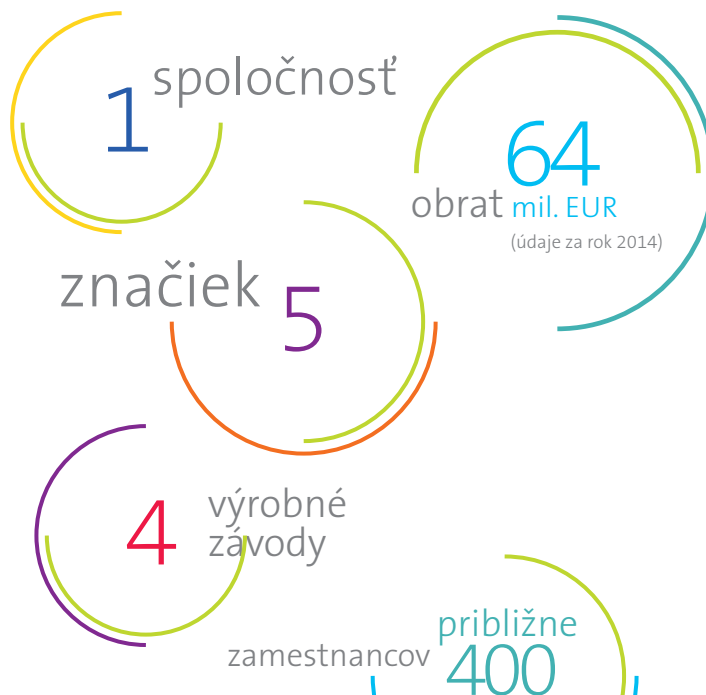 1 spoločnosť
64
obrat mil. EUR
(údaje za rok 2014)
značiek 5
4 výrobné
závody
približne
zamestnancov 400